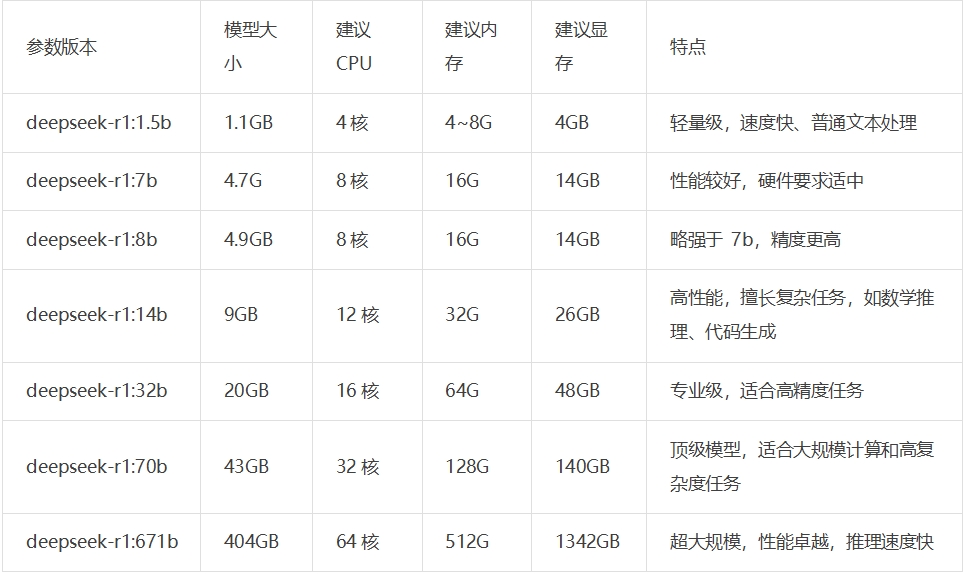 参数版本 模型大小 建议CPU 建议内存 建议显存 特点
deepseek-r1:1.5b 1.1GB 4 核 4~8G 4GB 轻量级，速度快、普通文本处理
deepseek-r1:7b 4.7G 8 核 16G 14GB 性能较好，硬件要求适中
deepseek-r1:8b 4.9GB 8 核 16G 14GB 略强于 7b，精度更高
deepseek-r1:14b 9GB 12 核 32G 26GB 高性能，擅长复杂任务，如数学推
理、代码生成
deepseek-r1:32b 20GB 16 核 64G 48GB 专业级，适合高精度任务
deepseek-r1:70b 43GB 32 核 128G 140GB 顶级模型，适合大规模计算和高复
杂度任务
deepseek-r1:671b 404GB 64 核 512G 1342GB 超大规模，性能卓越，推理速度快